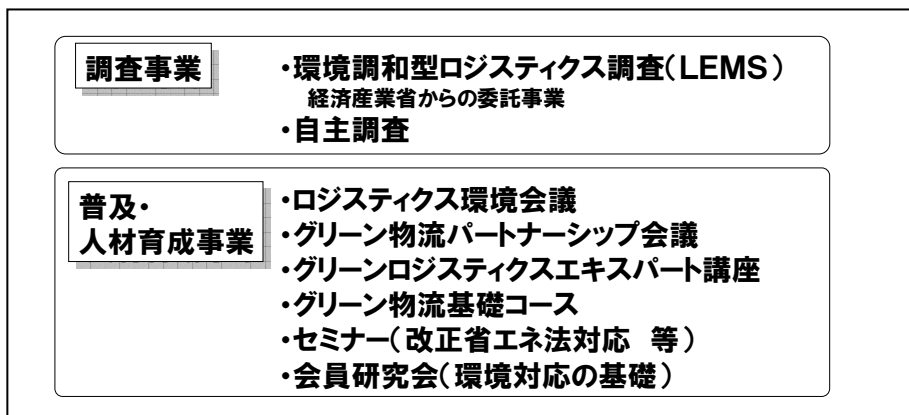 調査事業
・環境調和型ロジスティクス調査(LEMS)
経済産業省からの委託事業
・自主調査
普及・
人材育成事業
・ロジスティクス環境会議
・グリーン物流パートナーシップ会議
・グリーンロジスティクスエキスパート講座
・グリーン物流基礎コース
・セミナー(改正省エネ法対応 等)
・会員研究会(環境対応の基礎)